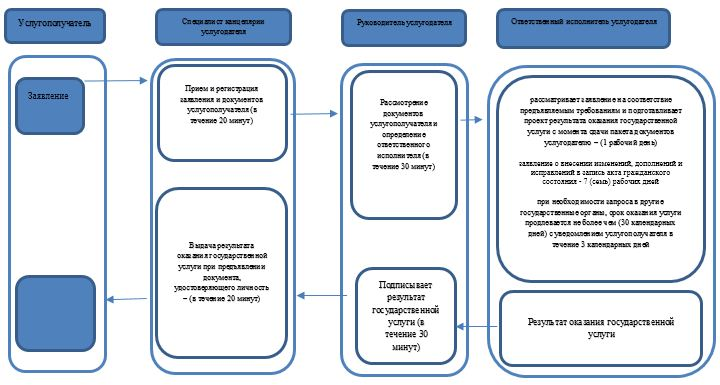 Услугополучатель
Специалист канцелярии
услугодателя
Руководитель услугодателя
Ответственный исполнитель услугодателя
Заявление
Прием и регистрация
заявления и документов
услугополучателя (в
течение 20 минут)
Рассмотрение
документов
услугополучателя и
определение
ответственного
исполнителя (в
течение 30 минут)
рассматривает заявление на соответствие
предъявляемым требованиям и подготавливает
проект результата оказания государственной
услуги с момента сдачи пакета документов
услугодателю – (1 рабочий день)
заявление о внесении изменений, дополнений и
исправлений в запись акта гражданского
состояния - 7 (семь) рабочих дней
при необходимости запроса в другие
государственные органы, срок оказания услуги
продлевается не более чем (30 календарных
дней) с уведомлением услугополучателя в
течение 3 календарных дней
Выдача результата
оказания государственной
услуги при предъявлении
документа,
удостоверяющего личность
– (в течение 20 минут)
Подписывает
результат
государственной
услуги (в
течение 30
минут)
Результат оказания государственной
услуги